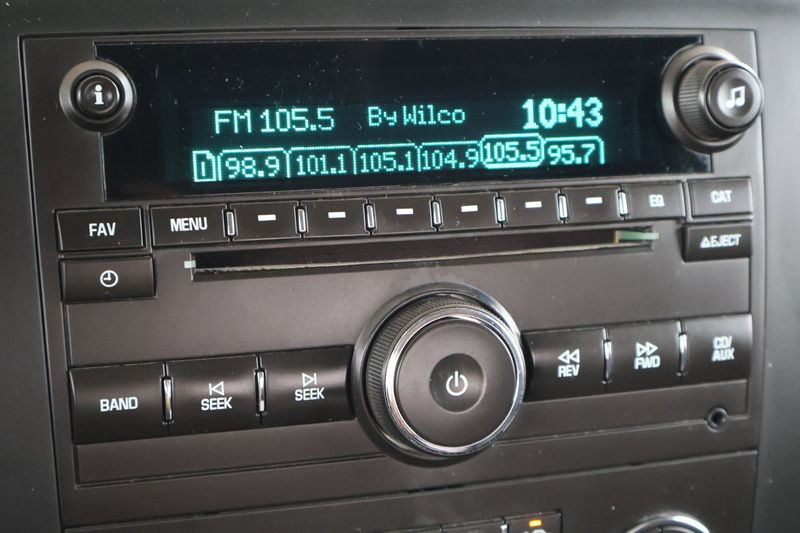 i
FM 105.5 By Wilco 10:43
1 98.9 101.1 105.1 104.9 105.5 95.7
FAV MENU EQ CAT
EJECT
BAND SEEK SEEK REV FWD CD/
AUX